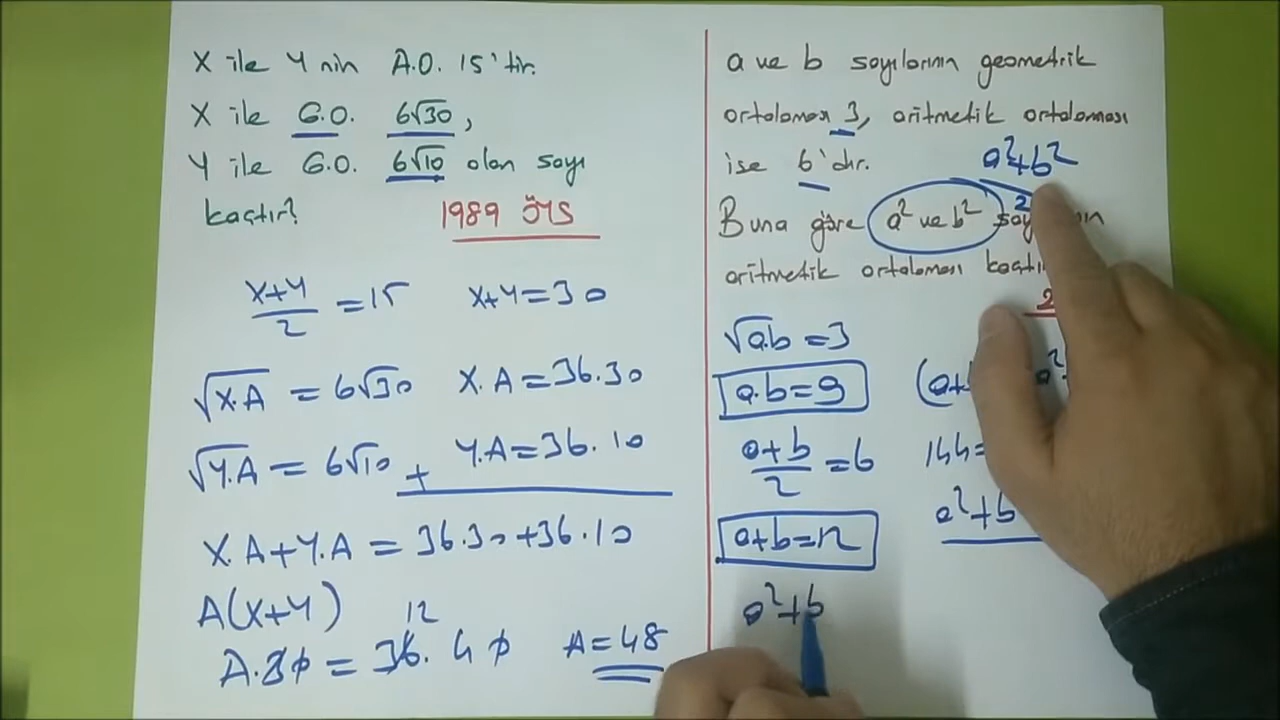 X ile Y nin A.O. 15'tir.
X ile G.O. 6√30,
Y ile G.O. 6√10 olan sayı
kaçtır? 1989 ÖYS
(x+y)/2 = 15 x+y=30
√X.A = 6√30 X.A=36.30
√Y.A = 6√10 + Y.A=36.10
X.A+Y.A = 36.30+36.10
A(X+Y) 12
A.30 = 36.40 A=48
a ve b sayılarının geometrik
ortalaması 3, aritmetik ortalaması
ise 6'dır. a²+b²
2
Buna göre a² ve b²
aritmetik ortalaması
√a.b = 3
a.b=9 (a+
(a+b)/2 = 6 144=
a+b=12 a²+b
a²+b